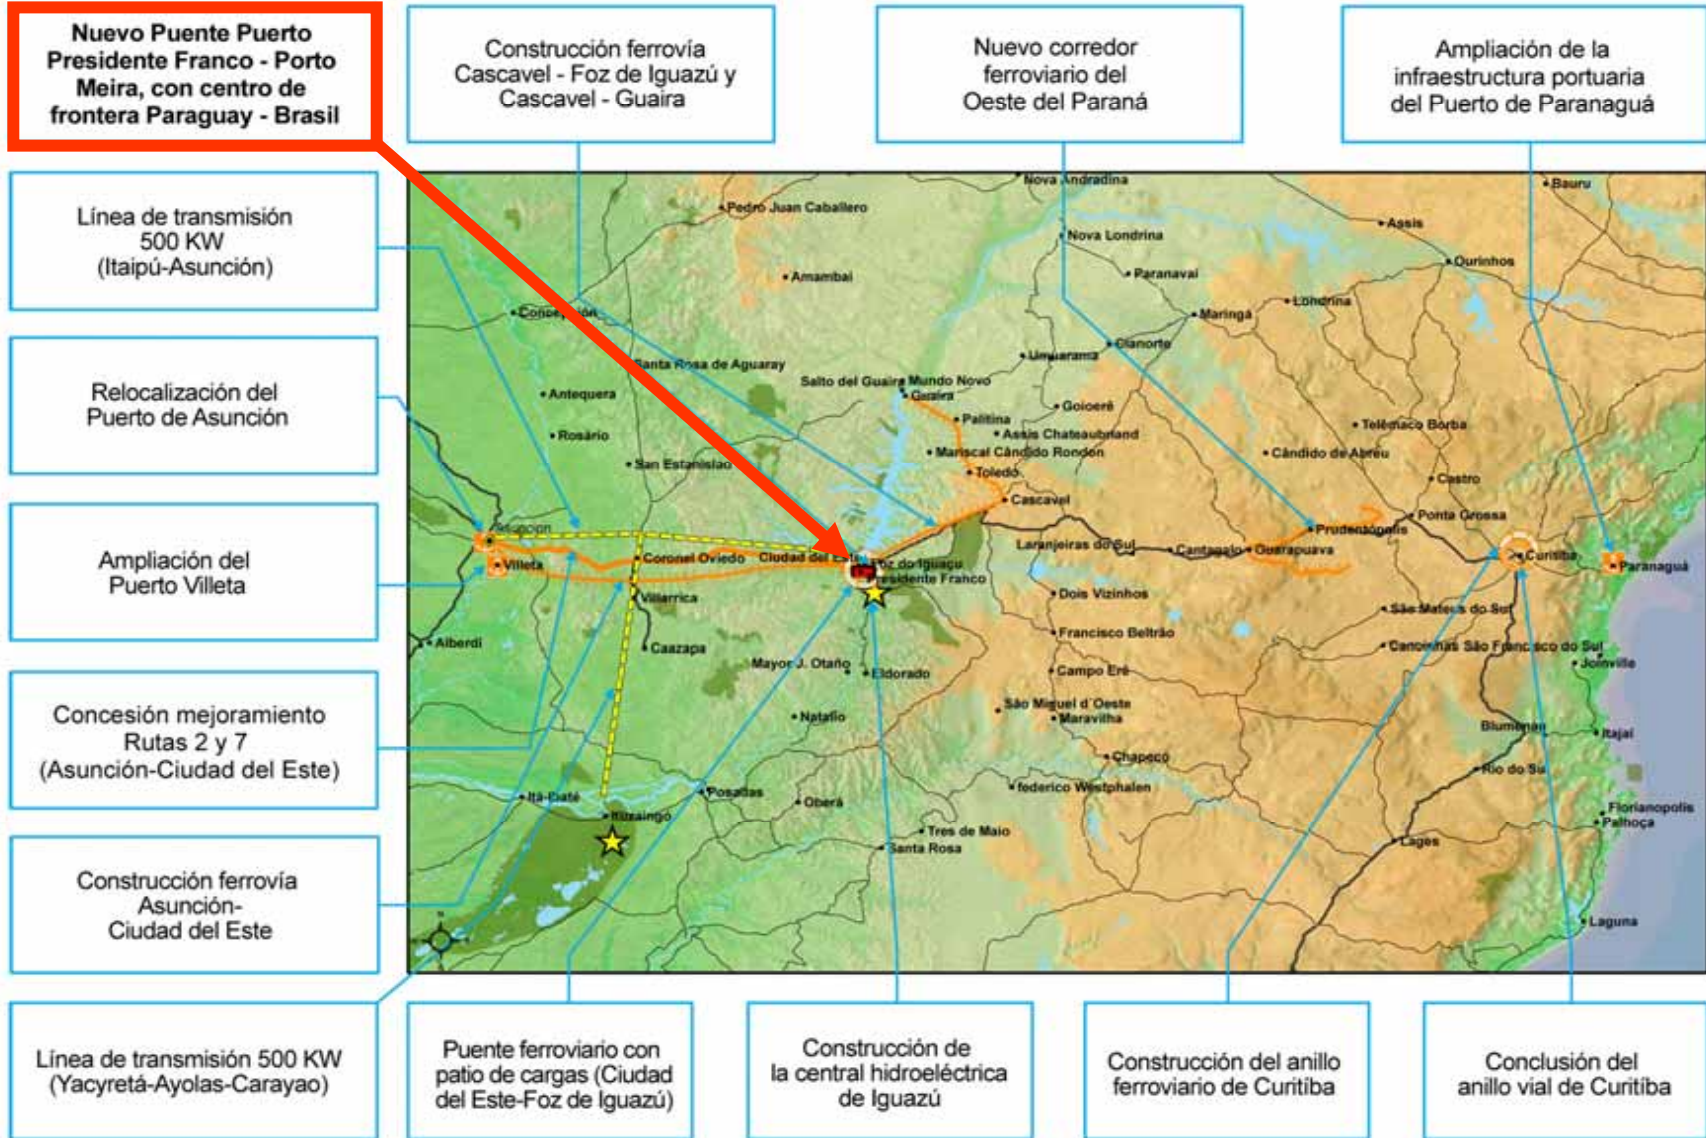 Nuevo Puente Puerto
Presidente Franco - Porto
Meira, con centro de
frontera Paraguay - Brasil
Construcción ferrovía
Cascavel - Foz de Iguazú y
Cascavel - Guaira
Nuevo corredor
ferroviario del
Oeste del Paraná
Ampliación de la
infraestructura portuaria
del Puerto de Paranaguá
Línea de transmisión
500 KW
(Itaipú-Asunción)
Relocalización del
Puerto de Asunción
Ampliación del
Puerto Villeta
Concesión mejoramiento
Rutas 2 y 7
(Asunción-Ciudad del Este)
Construcción ferrovía
Asunción-
Ciudad del Este
Línea de transmisión 500 KW
(Yacyretá-Ayolas-Carayao)
Puente ferroviario con
patio de cargas (Ciudad
del Este-Foz de Iguazú)
Construcción de
la central hidroeléctrica
de Iguazú
Construcción del anillo
ferroviario de Curitíba
Conclusión del
anillo vial de Curitíba
Nova Andradina
Bauru
Pedro Juan Caballero
Assis
Nova Londrina
Ourinhos
Amambai
Paranavai
Londrina
Concepción
Maringá
Cianorte
Umuarama
Santa Rosa de Aguaray
Salto del Guaira
Mundo Novo
Guaira
Antequera
Goioerê
Palitina
Telêmaco Borba
Rosário
Assis Chateaubriand
Mariscal Cândido Rondon
Cândido de Abreu
San Estanislao
Toledo
Castro
Cascavel
Ponta Grossa
Asuncion
Prudentópolis
Laranjeiras do Sul
Cantagalo
Guarapuava
Curitiba
Coronel Oviedo
Ciudad del Este
Foz do Iguaçu
Villeta
Paranaguá
Presidente Franco
Villarrica
Dois Vizinhos
São Mateus do Sul
Alberdi
Francisco Beltrão
Caazapa
Canoinhas
São Francisco do Sul
Joinville
Mayor J. Otaño
Eldorado
Campo Erê
São Miguel d´Oeste
Natalio
Maravilha
Blumenau
Itajaí
Chapecó
Rio do Sul
Itá-Ibaté
Posadas
Oberá
federico Westphalen
Ituzaingo
Florianopolis
Palhoça
Tres de Maio
Santa Rosa
Lages
Laguna